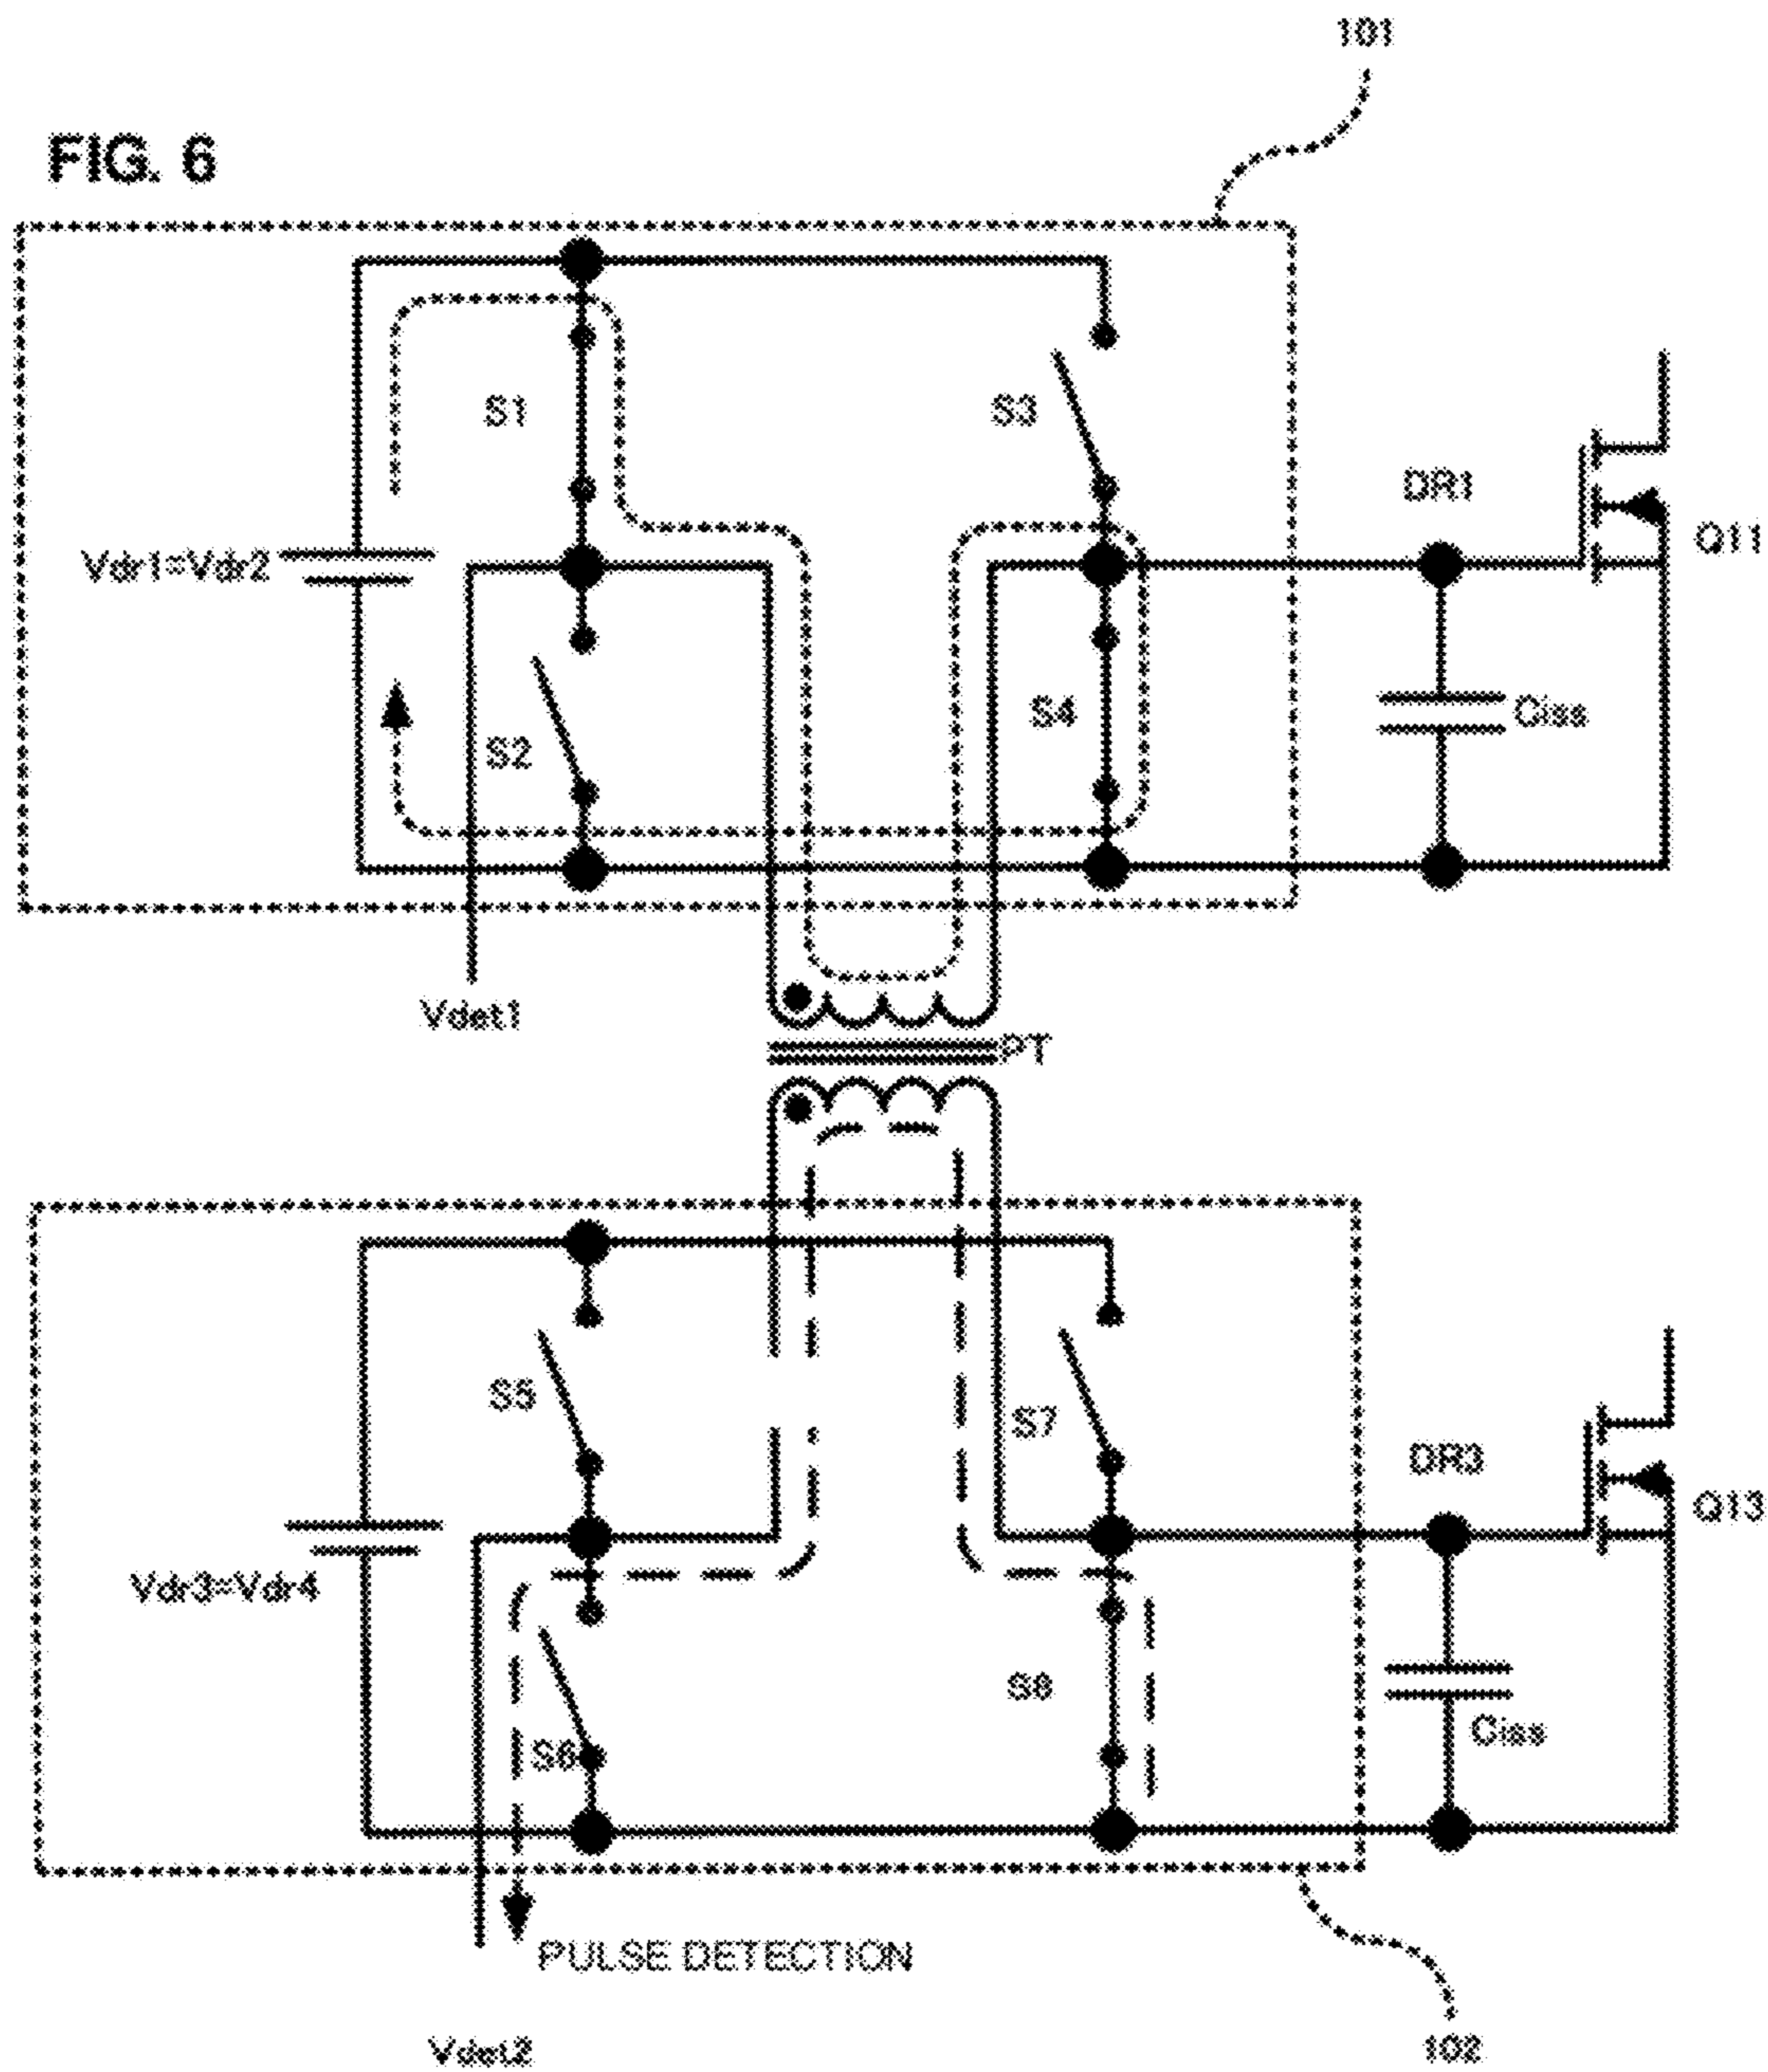 101
FIG. 6
S1
S3
DR1
Vdr1=Vdr2
Q11
S2
S4
Ciss
Vdet1
PT
S5
S7
DR3
Q13
Vdr3=Vdr4
S8
S6
Ciss
PULSE DETECTION
Vdet2
102